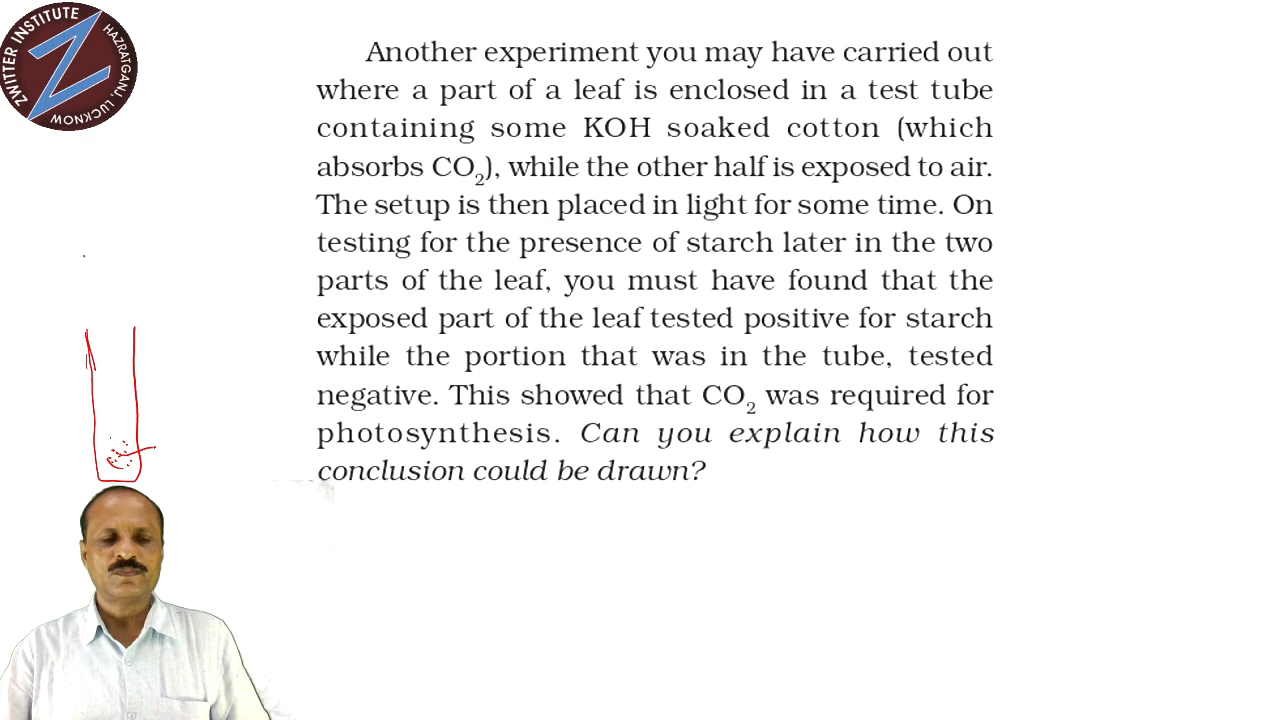 ZWITTER INSTITUTE
HAZRATGANJ, LUCKNOW
Another experiment you may have carried out
where a part of a leaf is enclosed in a test tube
containing some KOH soaked cotton (which
absorbs CO₂), while the other half is exposed to air.
The setup is then placed in light for some time. On
testing for the presence of starch later in the two
parts of the leaf, you must have found that the
exposed part of the leaf tested positive for starch
while the portion that was in the tube, tested
negative. This showed that CO₂ was required for
photosynthesis. Can you explain how this
conclusion could be drawn?